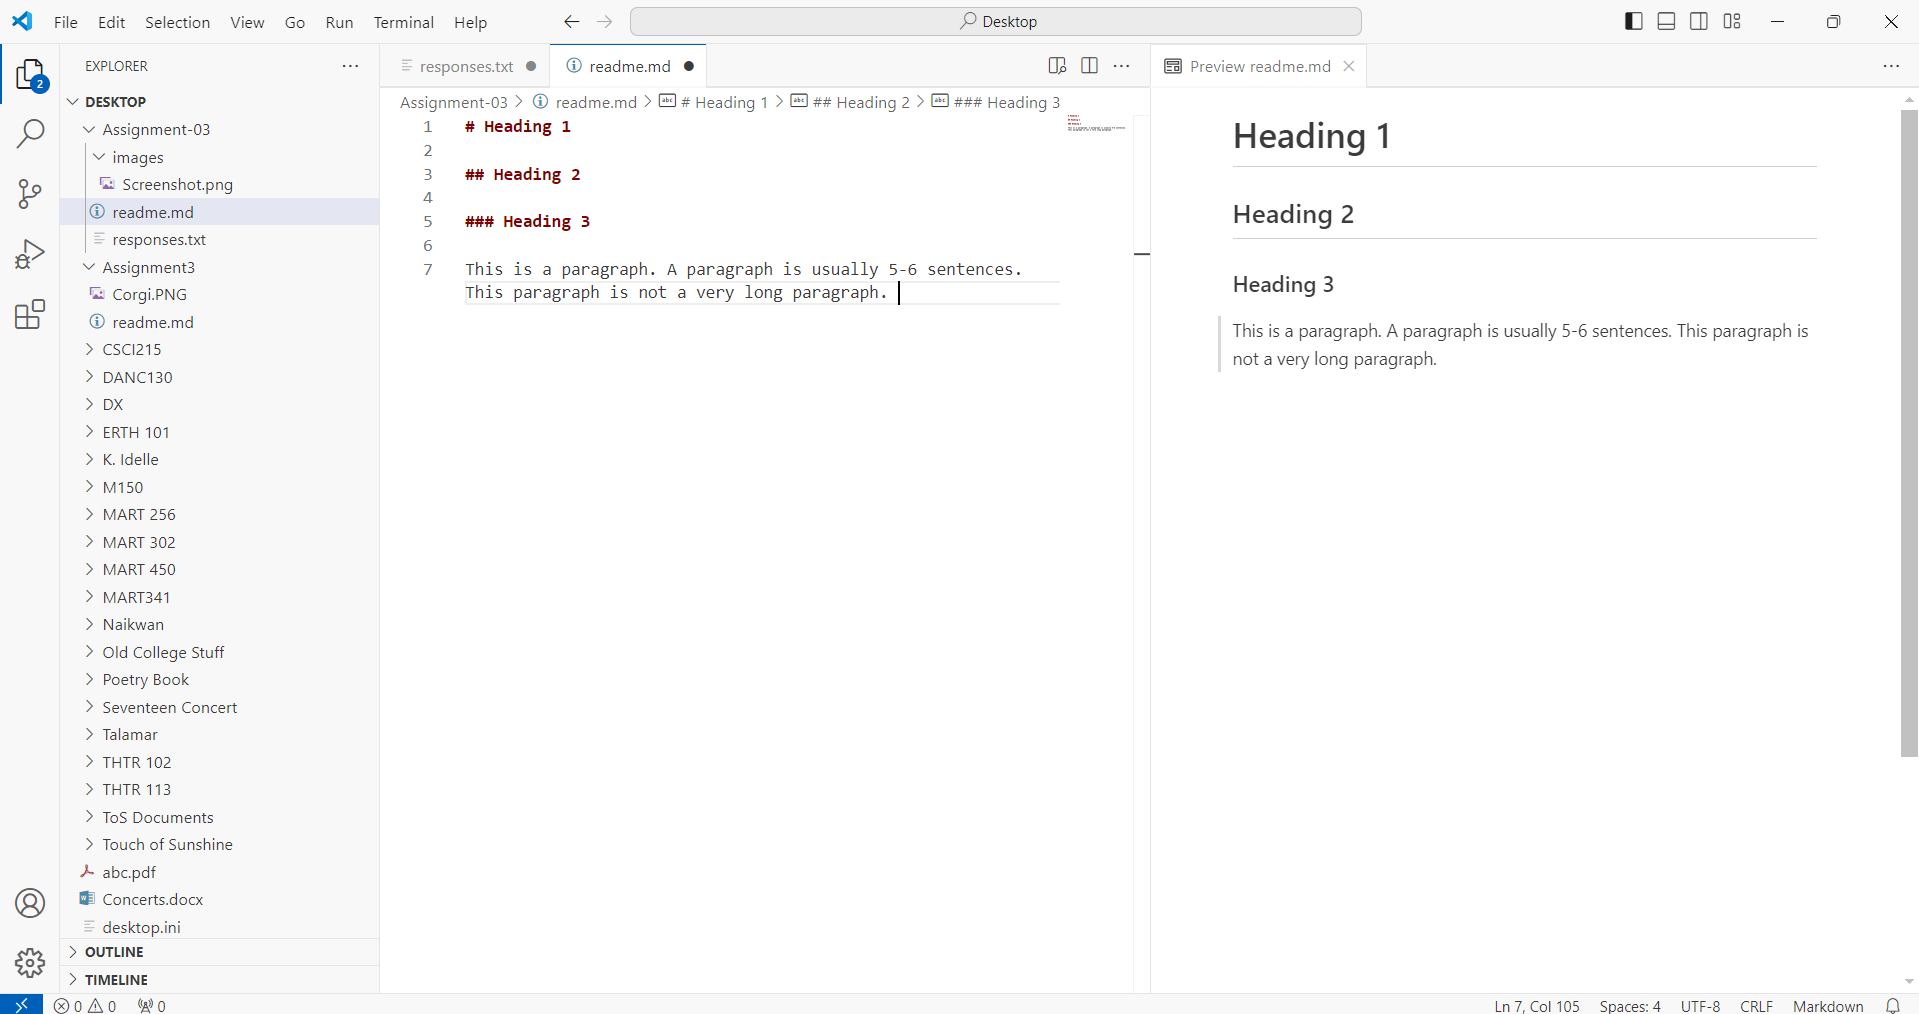 File Edit Selection View Go Run Terminal Help
Desktop
EXPLORER
responses.txt
readme.md
Preview readme.md
2
DESKTOP
Assignment-03
images
Screenshot.png
readme.md
responses.txt
Assignment3
Corgi.PNG
readme.md
CSCI215
DANC130
DX
ERTH 101
K. Idelle
M150
MART 256
MART 302
MART 450
MART341
Naikwan
Old College Stuff
Poetry Book
Seventeen Concert
Talamar
THTR 102
THTR 113
ToS Documents
Touch of Sunshine
abc.pdf
Concerts.docx
desktop.ini
OUTLINE
TIMELINE
Assignment-03 > readme.md > # Heading 1 > ## Heading 2 > ### Heading 3
1 # Heading 1
2
3 ## Heading 2
4
5 ### Heading 3
6
7 This is a paragraph. A paragraph is usually 5-6 sentences.
This paragraph is not a very long paragraph.
Heading 1
Heading 2
Heading 3
This is a paragraph. A paragraph is usually 5-6 sentences. This paragraph is
not a very long paragraph.
0 0 0
Ln 7, Col 105 Spaces: 4 UTF-8 CRLF Markdown